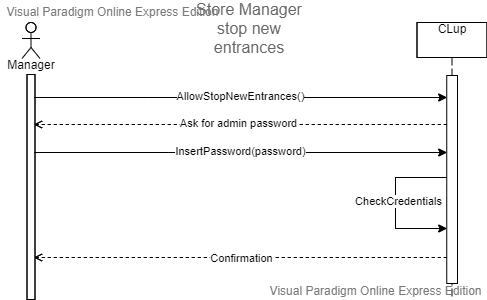 Visual Paradigm Online Express Edition
Store Manager
stop new
entrances
CLup
Manager
AllowStopNewEntrances()
Ask for admin password
InsertPassword(password)
CheckCredentials
Confirmation
Visual Paradigm Online Express Edition